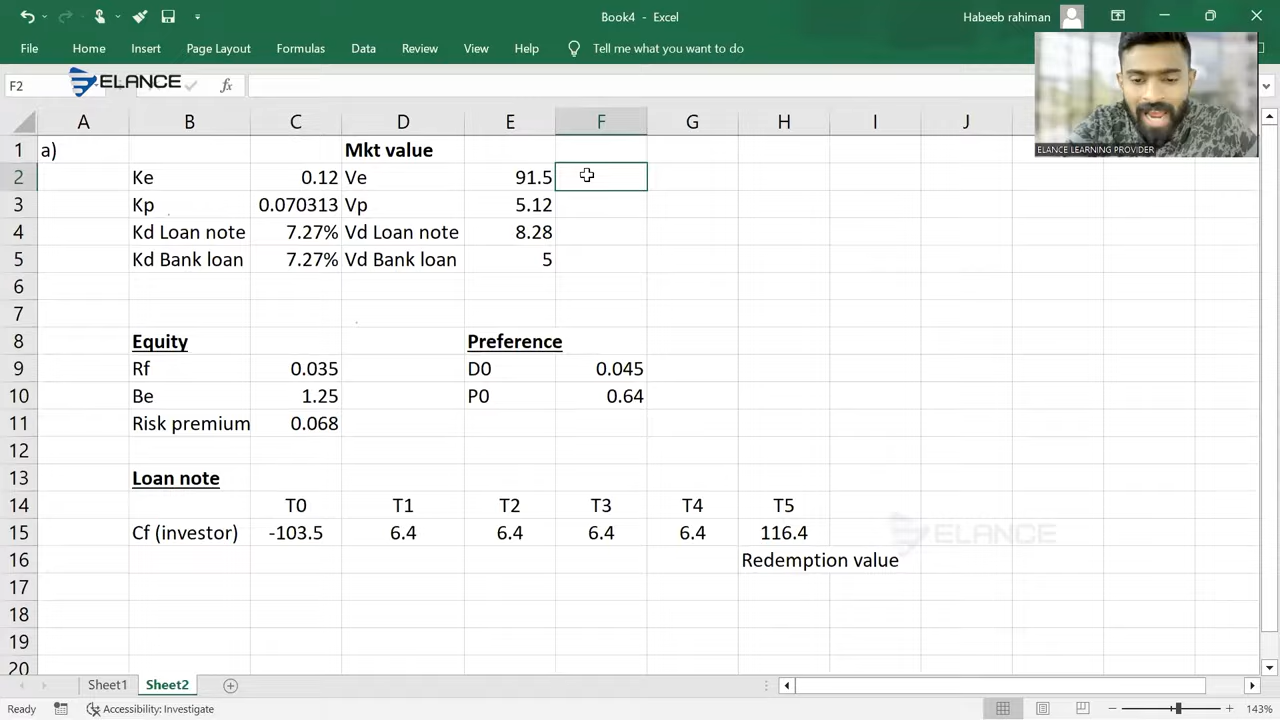 Book4 - Excel
Habeeb rahiman
File Home Insert Page Layout Formulas Data Review View Help Tell me what you want to do
F2
ELANCE
fx
ELANCE LEARNING PROVIDER
A B C D E F G H I J
1 a) Mkt value
2 Ke 0.12 Ve 91.5
3 Kp 0.070313 Vp 5.12
4 Kd Loan note 7.27% Vd Loan note 8.28
5 Kd Bank loan 7.27% Vd Bank loan 5
6
7
8 Equity Preference
9 Rf 0.035 D0 0.045
10 Be 1.25 P0 0.64
11 Risk premium 0.068
12
13 Loan note
14 T0 T1 T2 T3 T4 T5
15 Cf (investor) -103.5 6.4 6.4 6.4 6.4 116.4
ELANCE
16 Redemption value
17
18
19
20
Sheet1 Sheet2
Ready Accessibility: Investigate 143%